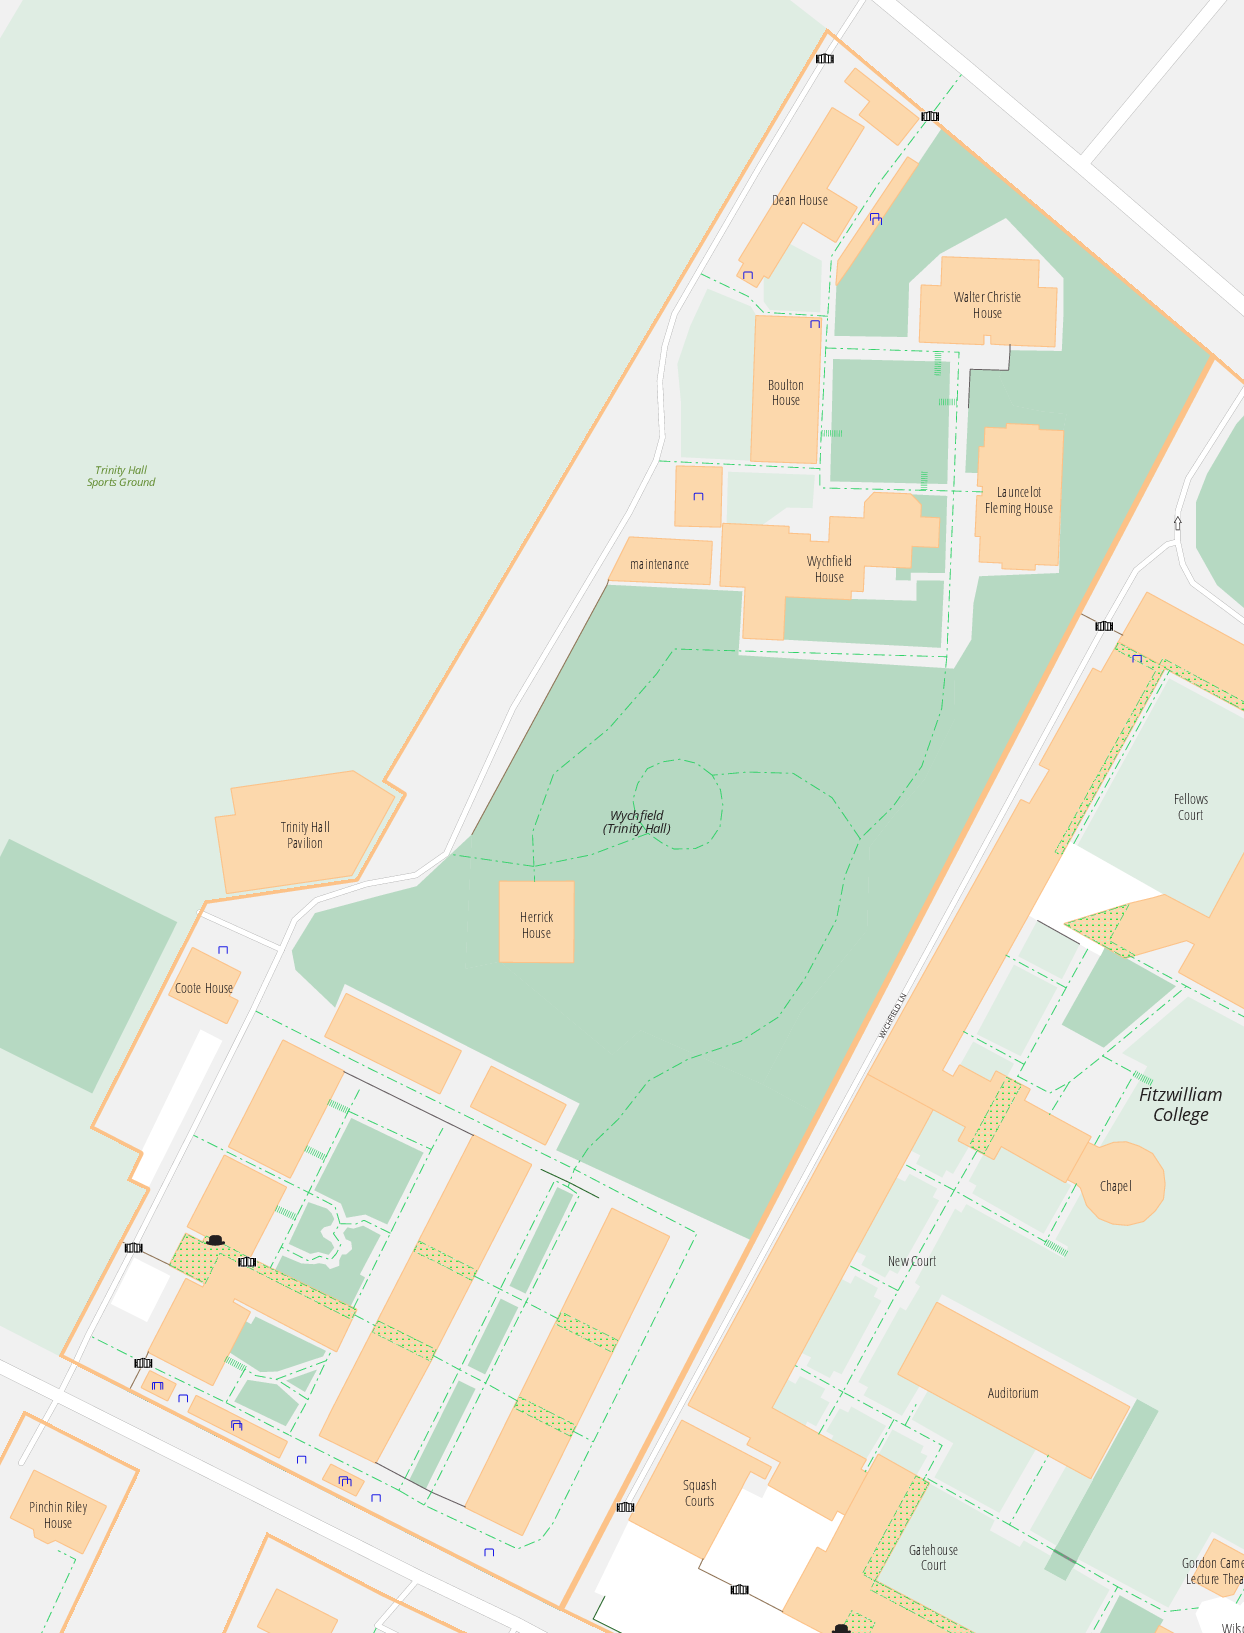 Dean House
Walter Christie
House
Boulton
House
Trinity Hall
Sports Ground
Launcelot
Fleming House
maintenance
Wychfield
House
Fellows
Court
Wychfield
(Trinity Hall)
Trinity Hall
Pavilion
Herrick
House
Coote House
WYCHFIELD LN
Fitzwilliam
College
Chapel
New Court
Auditorium
Squash
Courts
Pinchin Riley
House
Gatehouse
Court
Gordon Came
Lecture Thea
Wils